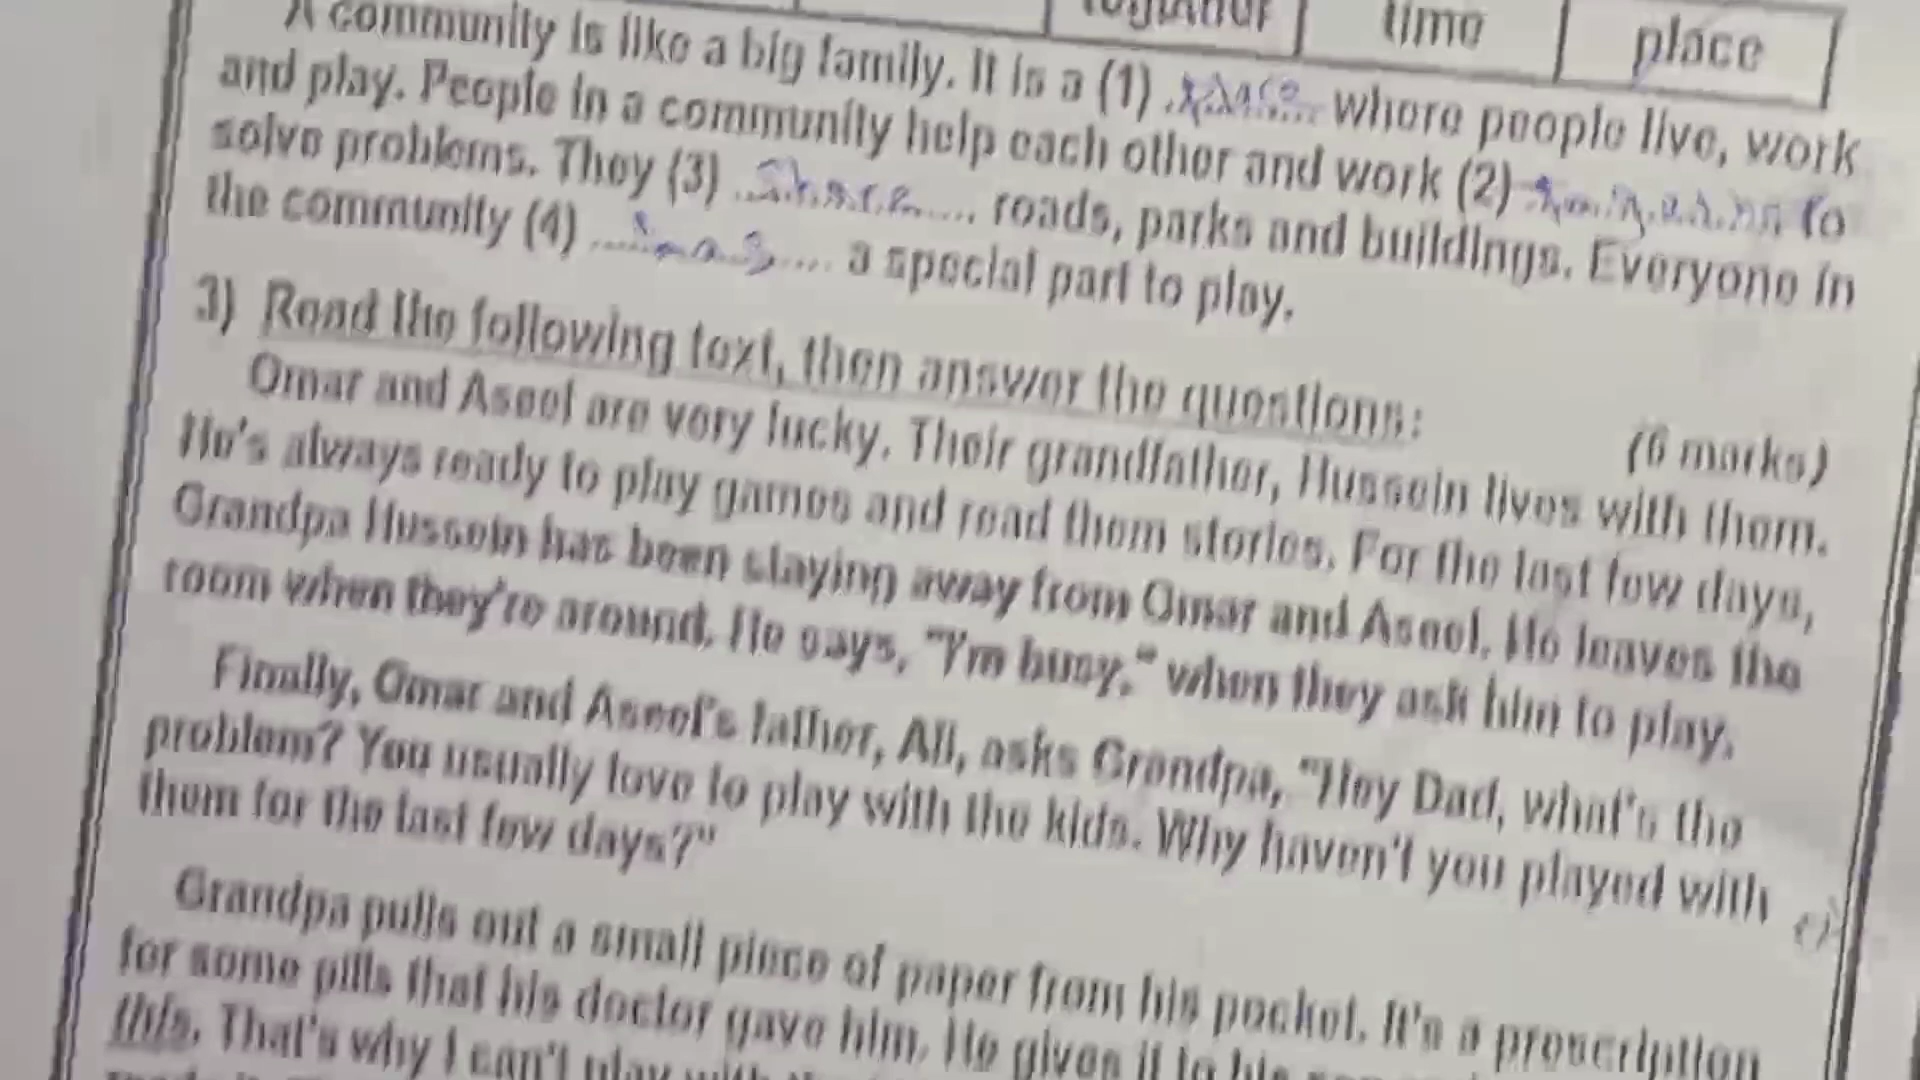 together time place
A community is like a big family. It is a (1) place where people live, work
and play. People in a community help each other and work (2) together to
solve problems. They (3) share roads, parks and buildings. Everyone in
the community (4) has a special part to play.
3) Read the following text, then answer the questions: (6 marks)
Omar and Aseel are very lucky. Their grandfather, Hussein lives with them.
He's always ready to play games and read them stories. For the last few days,
Grandpa Hussein has been staying away from Omar and Aseel. He leaves the
room when they're around. He says, "I'm busy," when they ask him to play.
Finally, Omar and Aseel's father, Ali, asks Grandpa, "Hey Dad, what's the
problem? You usually love to play with the kids. Why haven't you played with
them for the last few days?"
Grandpa pulls out a small piece of paper from his pocket. It's a prescription
for some pills that his doctor gave him. He gives it to his
this. That's why I can't play with